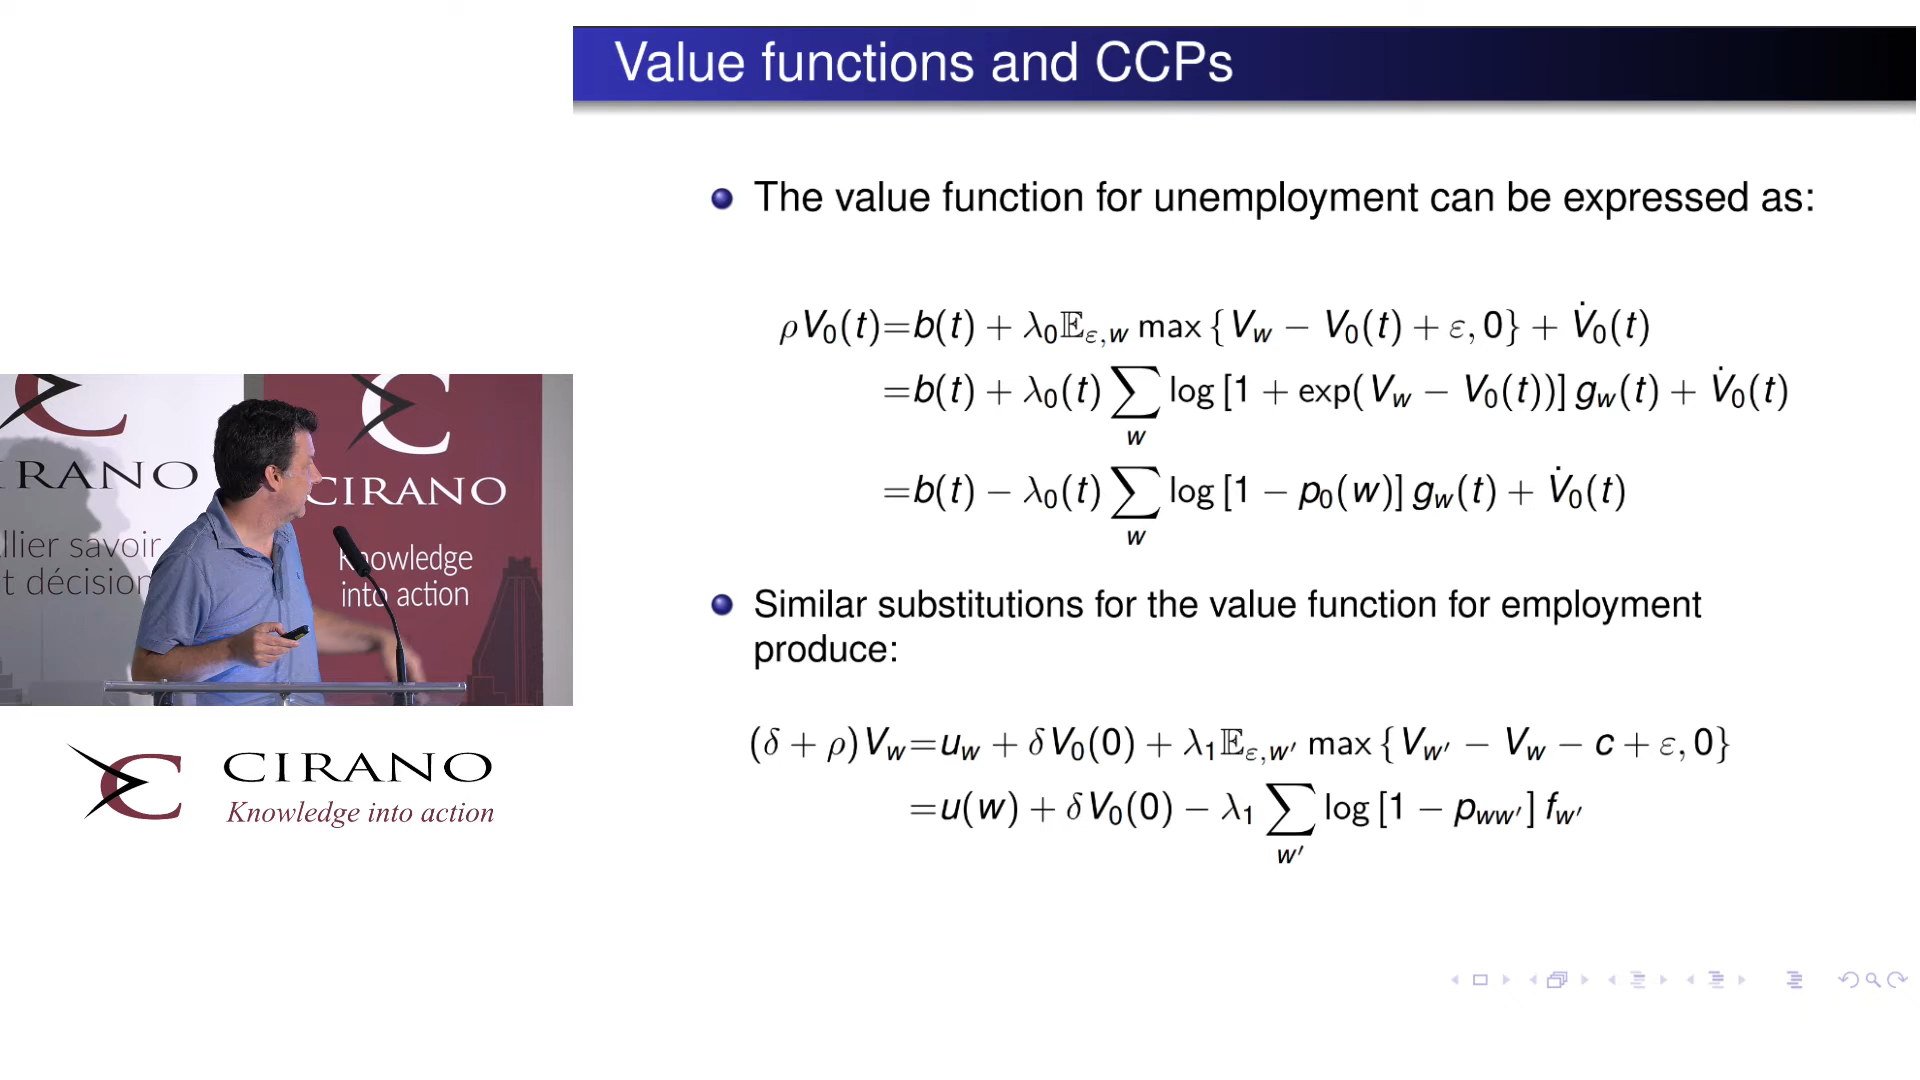 Value functions and CCPs
The value function for unemployment can be expressed as:
ρV₀(t)=b(t) + λ₀𝔼_{ε,w} max {V_w − V₀(t) + ε, 0} + V̇₀(t)
=b(t) + λ₀(t) ∑_w log [1 + exp(V_w − V₀(t))] g_w(t) + V̇₀(t)
=b(t) − λ₀(t) ∑_w log [1 − p₀(w)] g_w(t) + V̇₀(t)
Similar substitutions for the value function for employment
produce:
(δ + ρ)V_w=u_w + δV₀(0) + λ₁𝔼_{ε,w′} max {V_{w′} − V_w − c + ε, 0}
=u(w) + δV₀(0) − λ₁ ∑_{w′} log [1 − p_{ww′}] f_{w′}
IRANO
llier savoir
t décision
CIRANO
Knowledge
into action
CIRANO
Knowledge into action